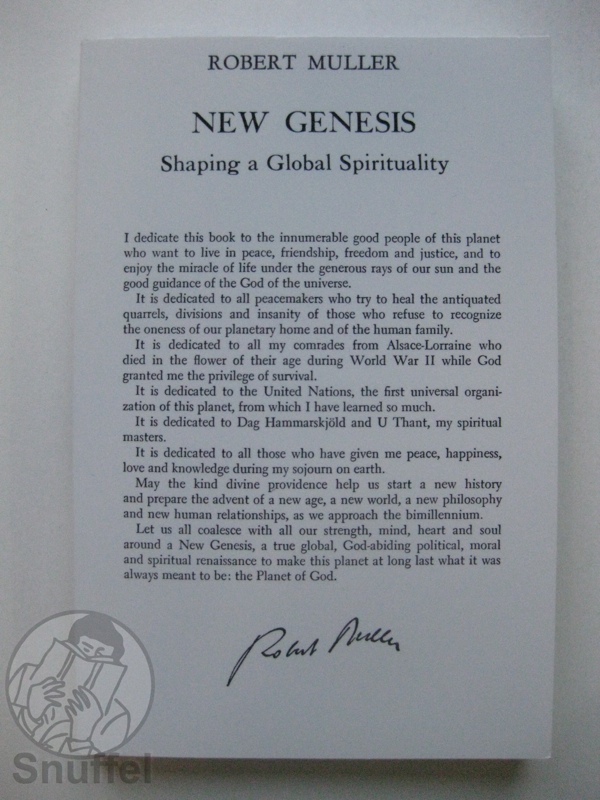 ROBERT MULLER
NEW GENESIS
Shaping a Global Spirituality
I dedicate this book to the innumerable good people of this planet
who want to live in peace, friendship, freedom and justice, and to
enjoy the miracle of life under the generous rays of our sun and the
good guidance of the God of the universe.
It is dedicated to all peacemakers who try to heal the antiquated
quarrels, divisions and insanity of those who refuse to recognize
the oneness of our planetary home and of the human family.
It is dedicated to all my comrades from Alsace-Lorraine who
died in the flower of their age during World War II while God
granted me the privilege of survival.
It is dedicated to the United Nations, the first universal organi-
zation of this planet, from which I have learned so much.
It is dedicated to Dag Hammarskjöld and U Thant, my spiritual
masters.
It is dedicated to all those who have given me peace, happiness,
love and knowledge during my sojourn on earth.
May the kind divine providence help us start a new history
and prepare the advent of a new age, a new world, a new philosophy
and new human relationships, as we approach the bimillennium.
Let us all coalesce with all our strength, mind, heart and soul
around a New Genesis, a true global, God-abiding political, moral
and spiritual renaissance to make this planet at long last what it was
always meant to be: the Planet of God.
Robert Muller
Snuffel